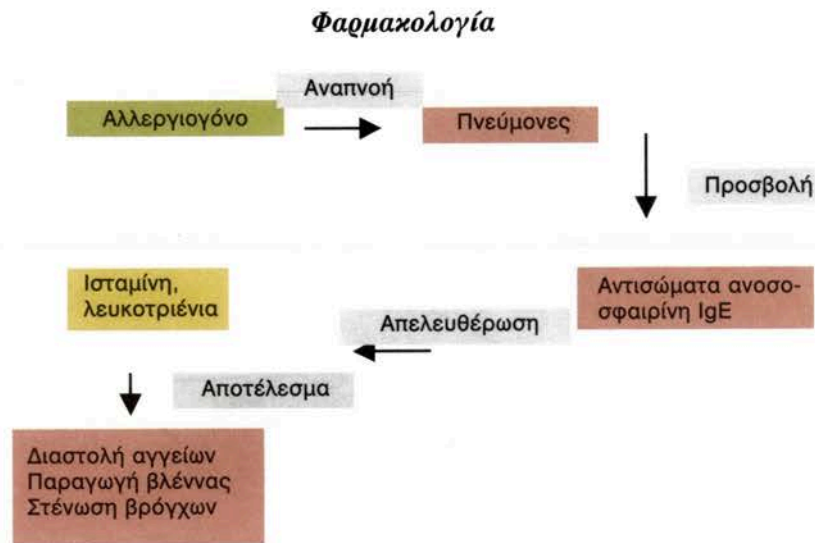 Φαρμακολογία
Αναπνοή
Αλλεργιογόνο
Πνεύμονες
Προσβολή
Αντισώματα ανοσο-
σφαιρίνη IgE
Απελευθέρωση
Ισταμίνη,
λευκοτριένια
Αποτέλεσμα
Διαστολή αγγείων
Παραγωγή βλέννας
Στένωση βρόγχων